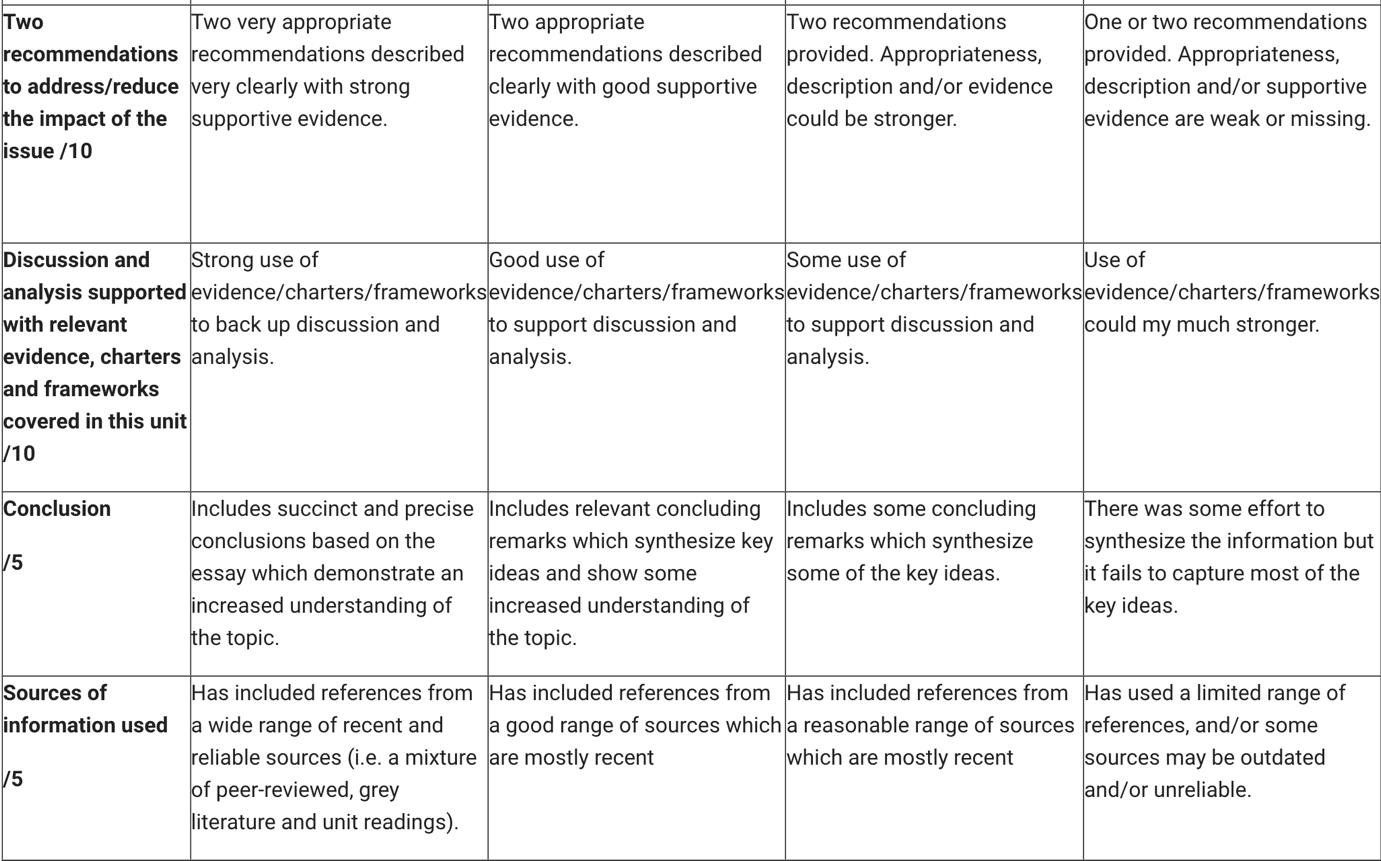 Two
recommendations
to address/reduce
the impact of the
issue /10
Two very appropriate
recommendations described
very clearly with strong
supportive evidence.
Two appropriate
recommendations described
clearly with good supportive
evidence.
Two recommendations
provided. Appropriateness,
description and/or evidence
could be stronger.
One or two recommendations
provided. Appropriateness,
description and/or supportive
evidence are weak or missing.
Discussion and
analysis supported
with relevant
evidence, charters
and frameworks
covered in this unit
/10
Strong use of
evidence/charters/frameworks
to back up discussion and
analysis.
Good use of
evidence/charters/frameworks
to support discussion and
analysis.
Some use of
evidence/charters/frameworks
to support discussion and
analysis.
Use of
evidence/charters/frameworks
could my much stronger.
Conclusion
/5
Includes succinct and precise
conclusions based on the
essay which demonstrate an
increased understanding of
the topic.
Includes relevant concluding
remarks which synthesize key
ideas and show some
increased understanding of
the topic.
Includes some concluding
remarks which synthesize
some of the key ideas.
There was some effort to
synthesize the information but
it fails to capture most of the
key ideas.
Sources of
information used
/5
Has included references from
a wide range of recent and
reliable sources (i.e. a mixture
of peer-reviewed, grey
literature and unit readings).
Has included references from
a good range of sources which
are mostly recent
Has included references from
a reasonable range of sources
which are mostly recent
Has used a limited range of
references, and/or some
sources may be outdated
and/or unreliable.